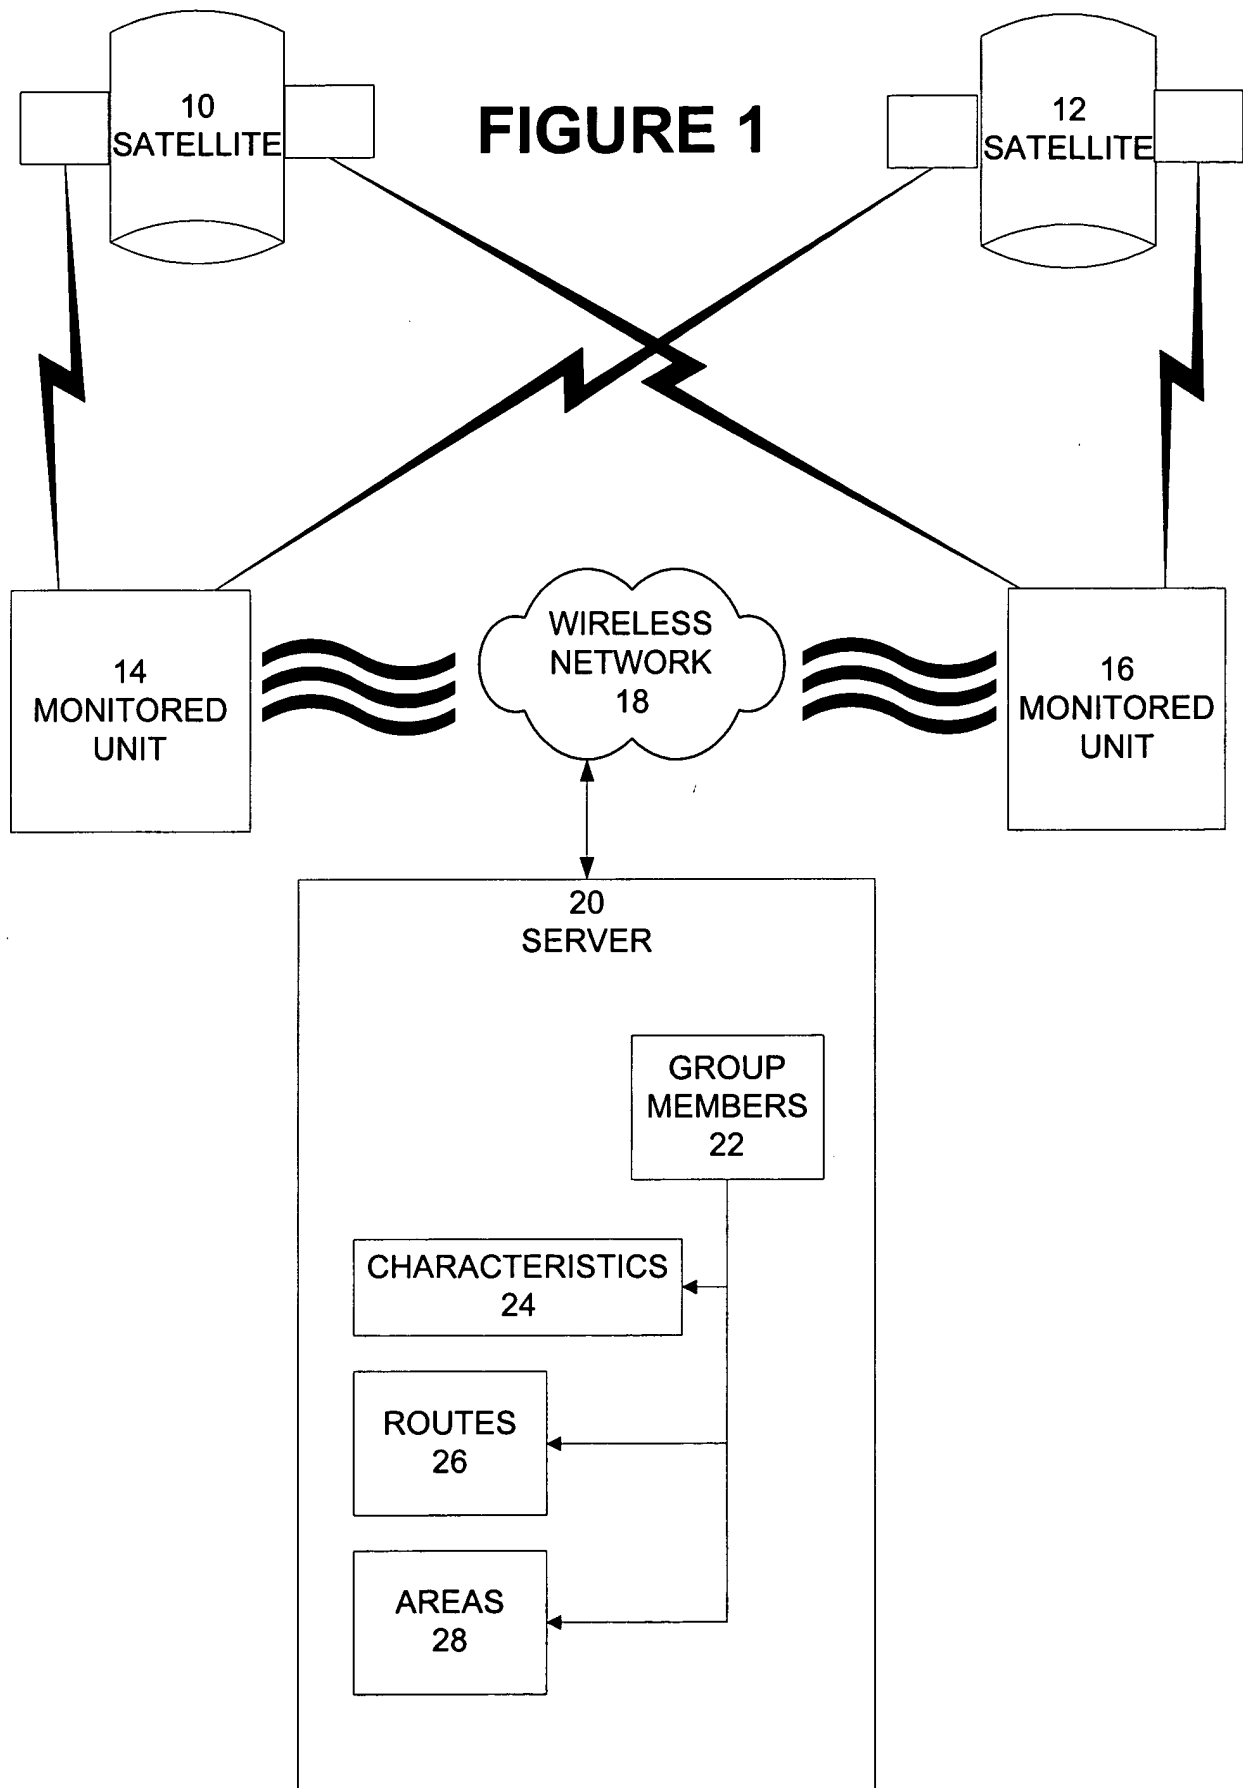 FIGURE 1
10
SATELLITE
12
SATELLITE
14
MONITORED
UNIT
WIRELESS
NETWORK
18
16
MONITORED
UNIT
20
SERVER
GROUP
MEMBERS
22
CHARACTERISTICS
24
ROUTES
26
AREAS
28